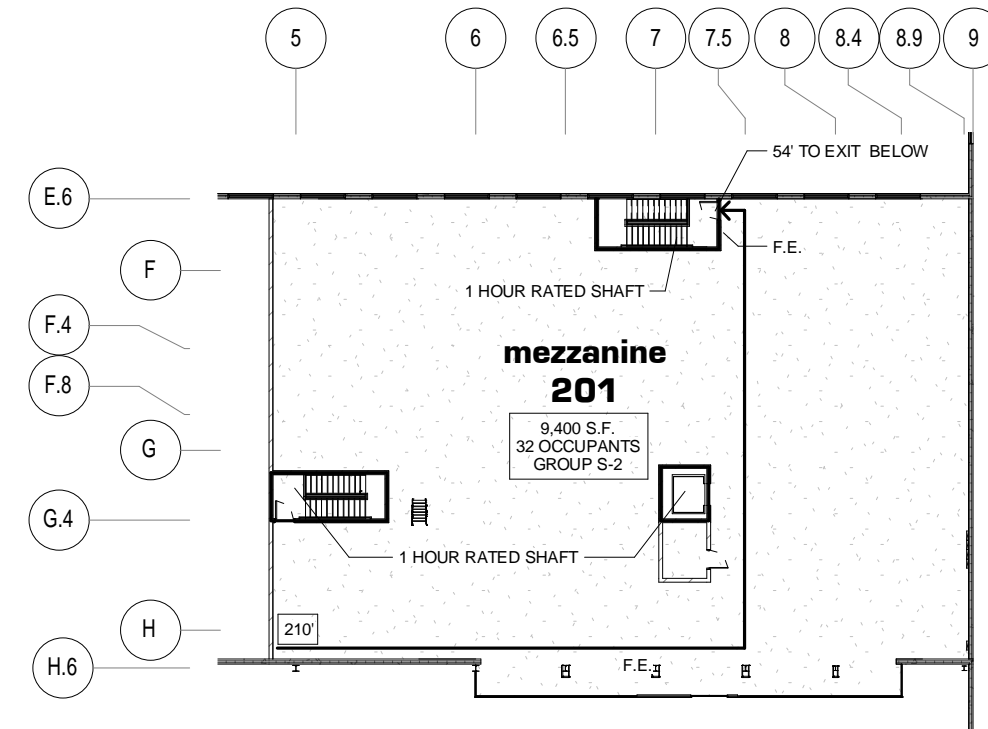 5
6
6.5
7
7.5
8
8.4
8.9
9
54' TO EXIT BELOW
E.6
F.E.
F
1 HOUR RATED SHAFT
F.4
mezzanine
201
F.8
9,400 S.F.
32 OCCUPANTS
GROUP S-2
G
G.4
1 HOUR RATED SHAFT
H
210'
F.E.
H.6